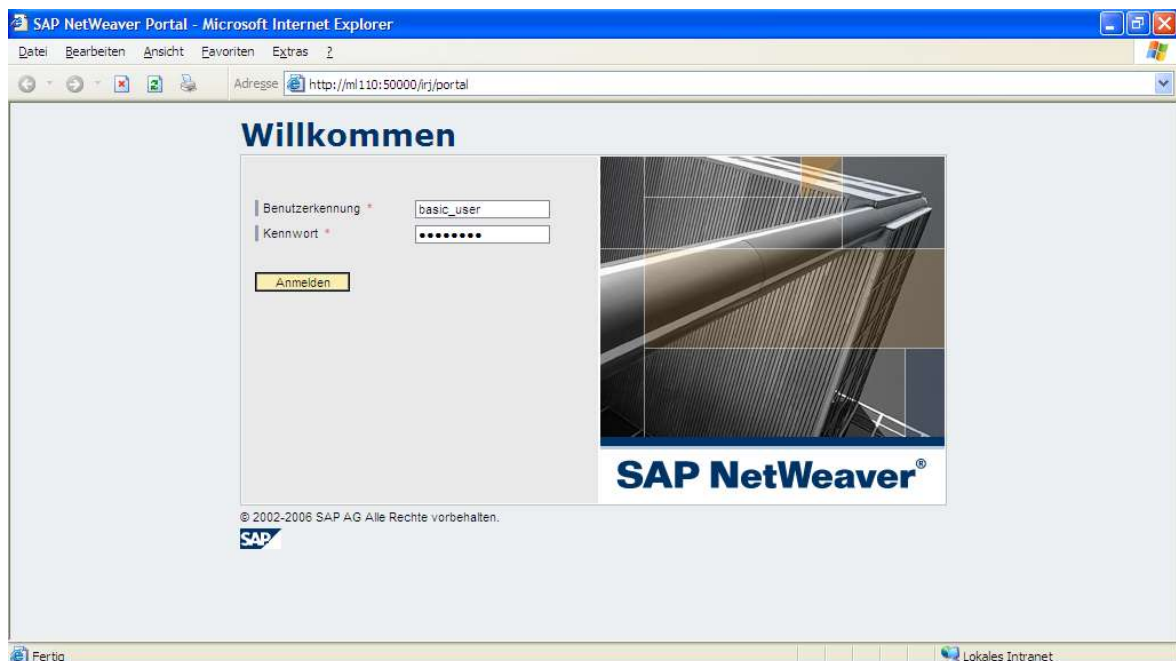 SAP NetWeaver Portal - Microsoft Internet Explorer
Datei Bearbeiten Ansicht Favoriten Extras ?
Adresse http://ml110:50000/irj/portal
Willkommen
Benutzerkennung * basic_user
Kennwort * ••••••••
Anmelden
SAP NetWeaver®
© 2002-2006 SAP AG Alle Rechte vorbehalten.
SAP
Fertig Lokales Intranet